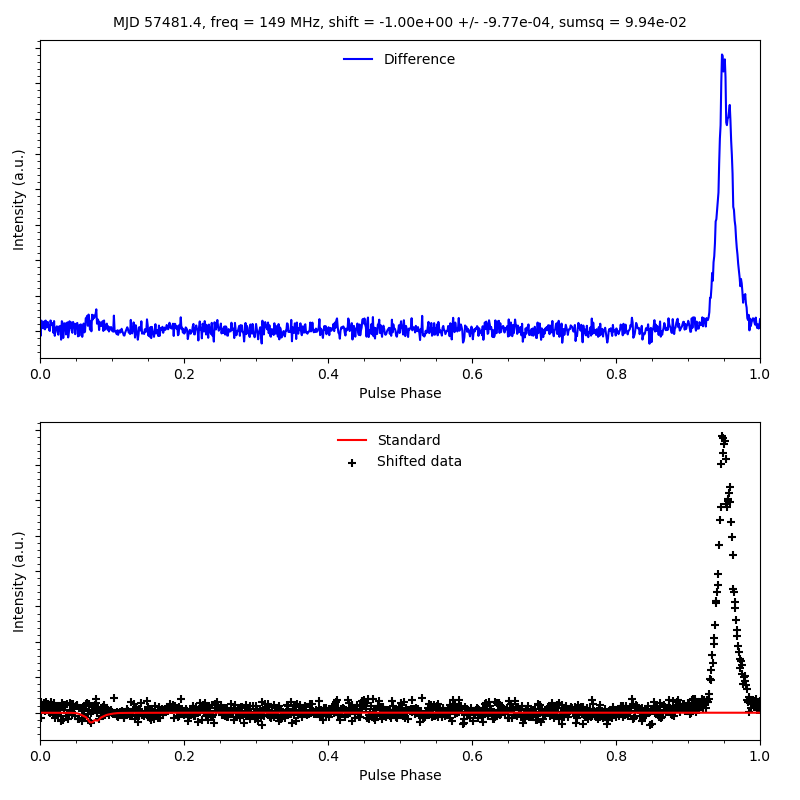 MJD 57481.4, freq = 149 MHz, shift = -1.00e+00 +/- -9.77e-04, sumsq = 9.94e-02
Difference
Intensity (a.u.)
0.0 0.2 0.4 0.6 0.8 1.0
Pulse Phase
Standard
Shifted data
Intensity (a.u.)
0.0 0.2 0.4 0.6 0.8 1.0
Pulse Phase